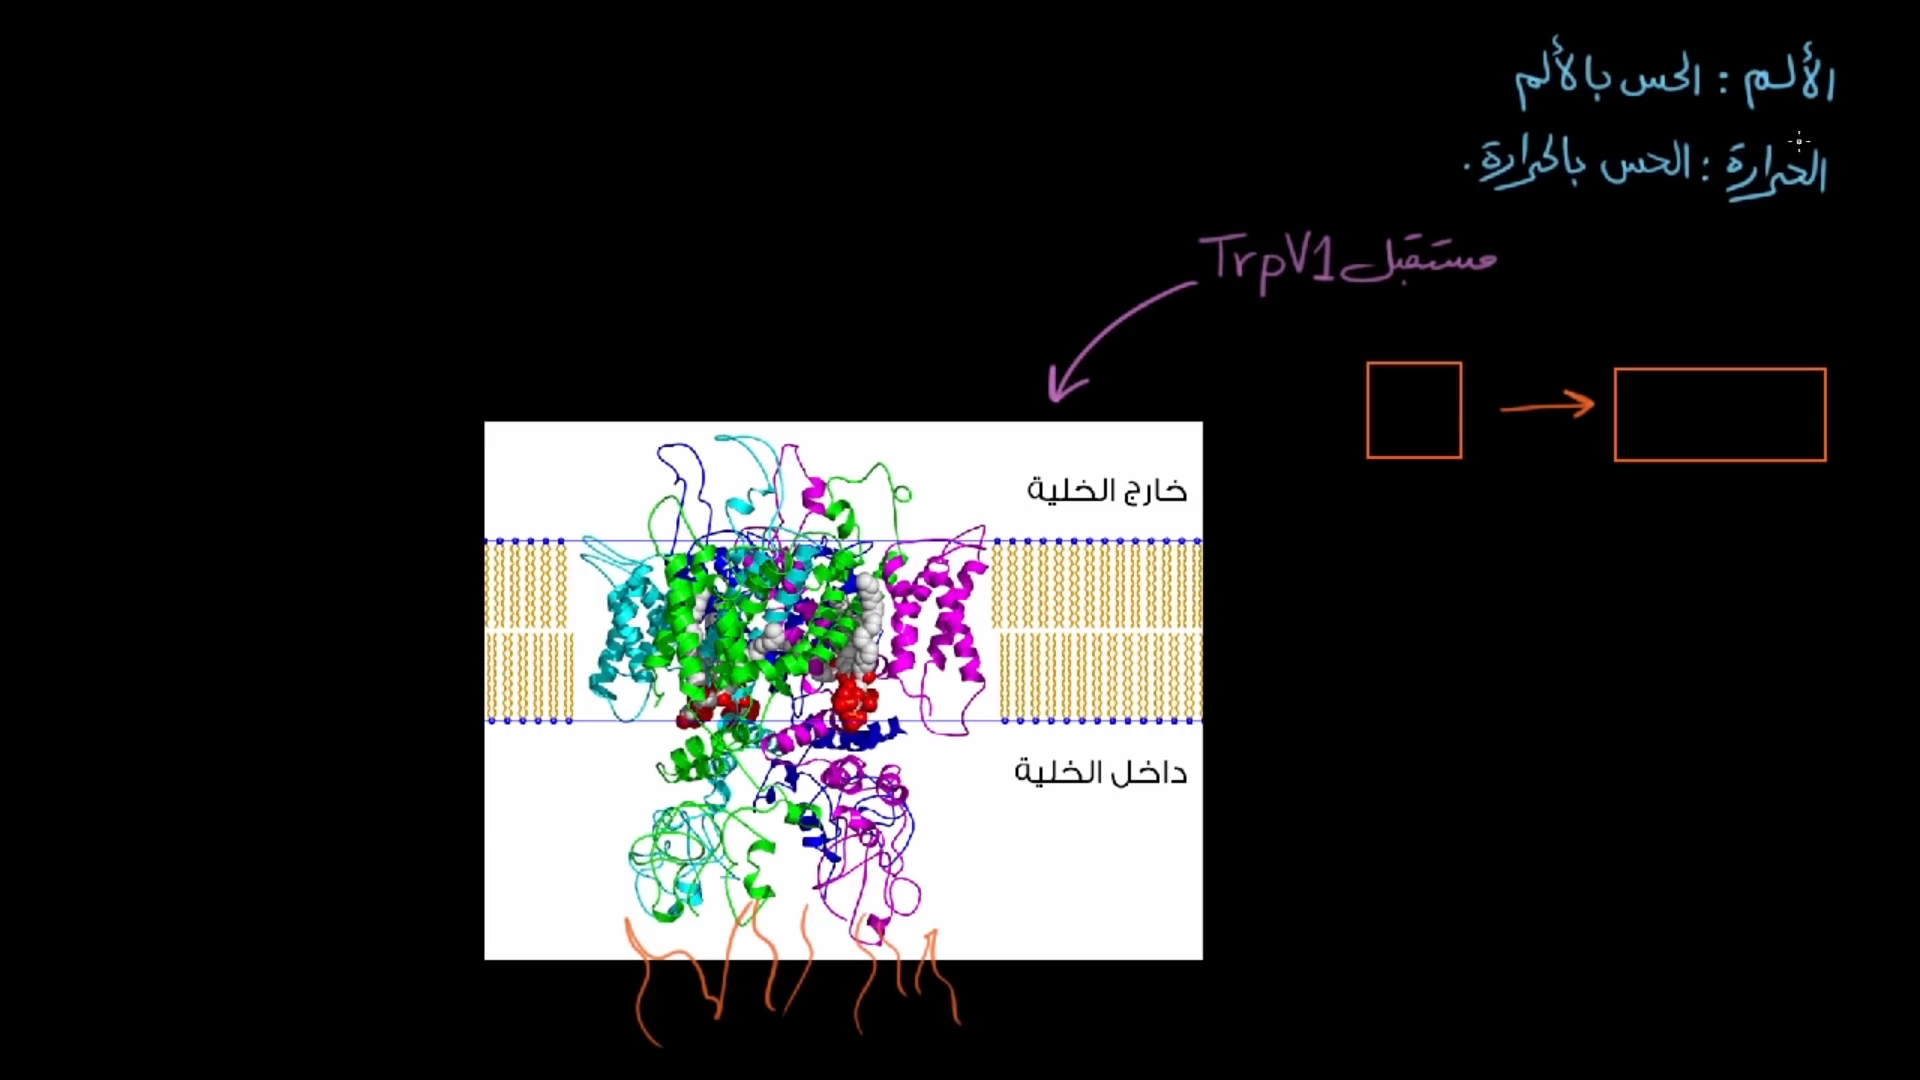 الألم : الحس بالألم
الحرارة : الحس بالحرارة .
مستقبل TrpV1
خارج الخلية
داخل الخلية